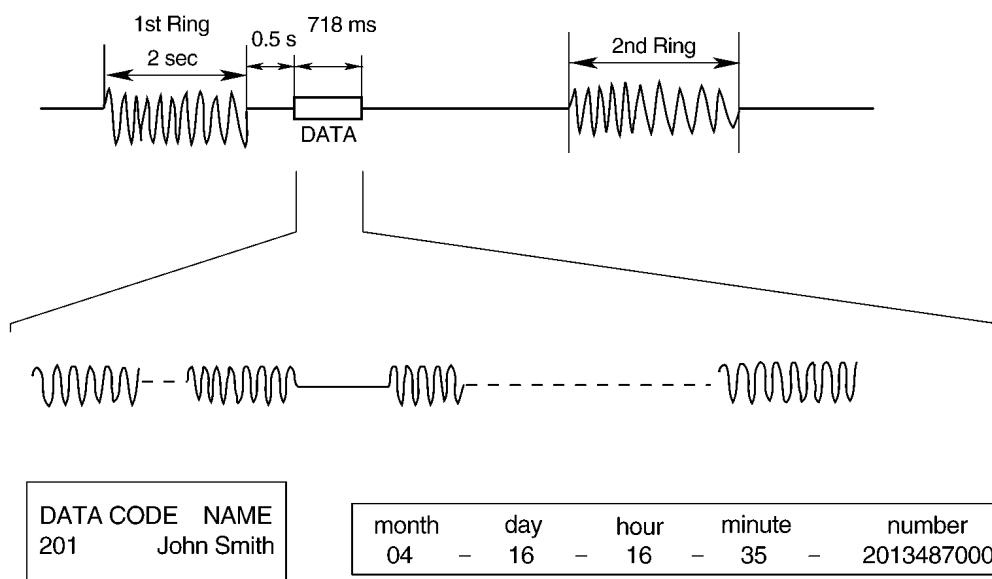 1st Ring
2 sec
0.5 s
718 ms
2nd Ring
DATA
DATA CODE NAME
201 John Smith
month day hour minute number
04 – 16 – 16 – 35 – 2013487000